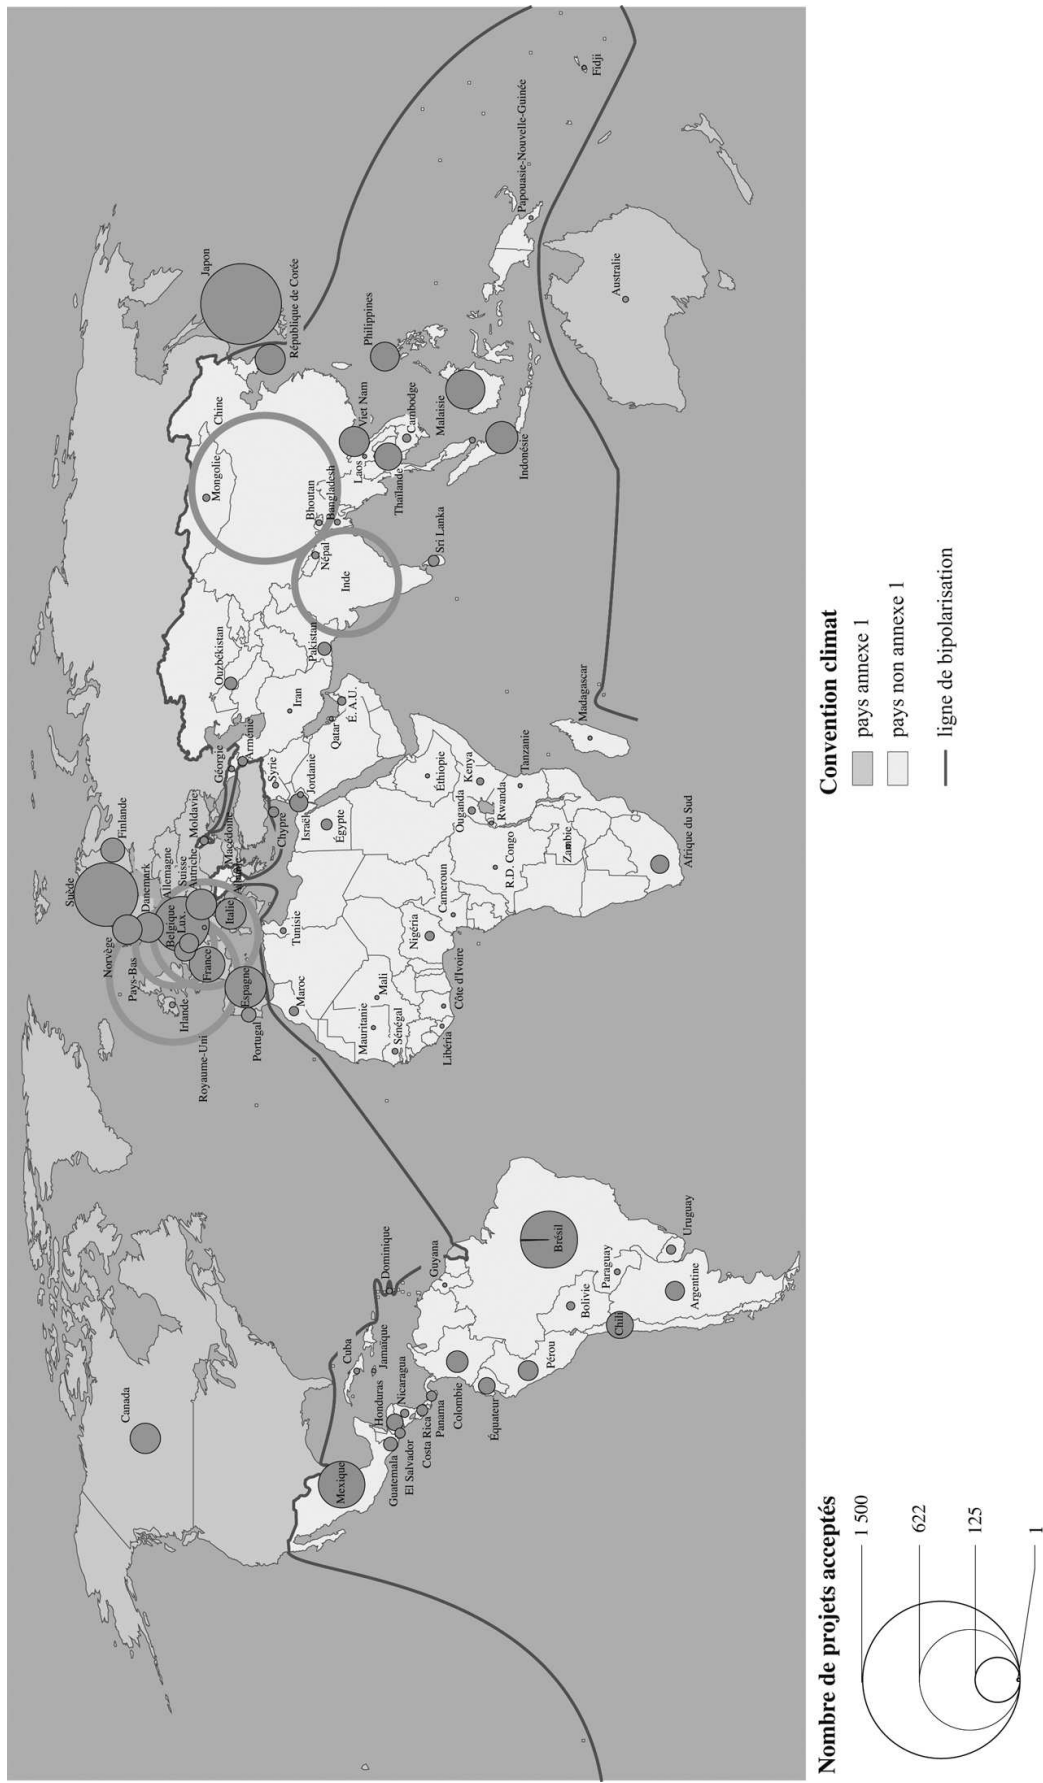 Canada
Mexique
Cuba
Jamaïque
Dominique
Honduras
Nicaragua
Guatemala
El Salvador
Costa Rica
Panama
Colombie
Équateur
Guyana
Pérou
Brésil
Bolivie
Paraguay
Chili
Argentine
Uruguay
Suède
Finlande
Norvège
Danemark
Pays-Bas
Allemagne
Belgique
Lux.
Suisse
Autriche
Irlande
Royaume-Uni
France
Italie
Espagne
Portugal
Moldavie
Macédoine
Géorgie
Arménie
Chypre
Syrie
Israël
Jordanie
Maroc
Tunisie
Égypte
Mauritanie
Mali
Sénégal
Libéria
Côte d'Ivoire
Nigéria
Cameroun
R.D. Congo
Éthiopie
Ouganda
Kenya
Rwanda
Tanzanie
Zambie
Madagascar
Afrique du Sud
Ouzbékistan
Iran
Qatar
É.A.U.
Pakistan
Inde
Népal
Bhoutan
Bangladesh
Sri Lanka
Mongolie
Chine
Japon
République de Corée
Laos
Viet Nam
Thaïlande
Cambodge
Philippines
Malaisie
Indonésie
Papouasie-Nouvelle-Guinée
Australie
Fidji
Nombre de projets acceptés
1 500
622
125
1
Convention climat
pays annexe 1
pays non annexe 1
ligne de bipolarisation